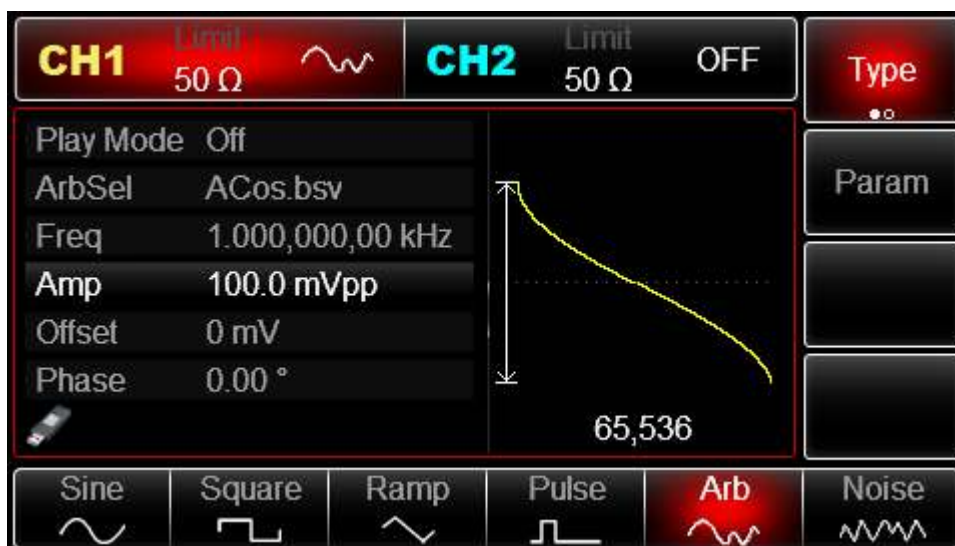 CH1 Limit 50 Ω
CH2 Limit 50 Ω OFF
Type
Param
Play Mode Off
ArbSel ACos.bsv
Freq 1.000,000,00 kHz
Amp 100.0 mVpp
Offset 0 mV
Phase 0.00 °
65,536
Sine Square Ramp Pulse Arb Noise